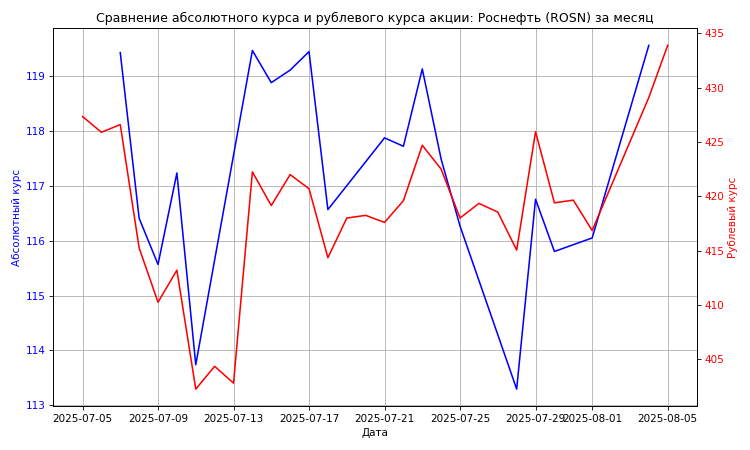 Сравнение абсолютного курса и рублевого курса акции: Роснефть (ROSN) за месяц
435
119
430
118
425
117
420
116
415
115
410
114
405
113
Абсолютный курс
Рублевый курс
2025-07-05 2025-07-09 2025-07-13 2025-07-17 2025-07-21 2025-07-25 2025-07-29 2025-08-01 2025-08-05
Дата